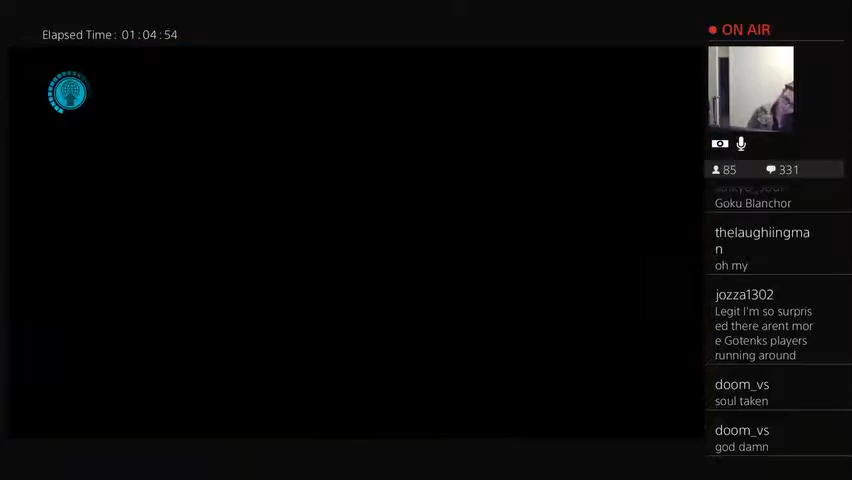 Elapsed Time: 01:04:54
ON AIR
85 331
Goku Blanchor
thelaughiingma
n
oh my
jozza1302
Legit I'm so surpris
ed there arent mor
e Gotenks players
running around
doom_vs
soul taken
doom_vs
god damn